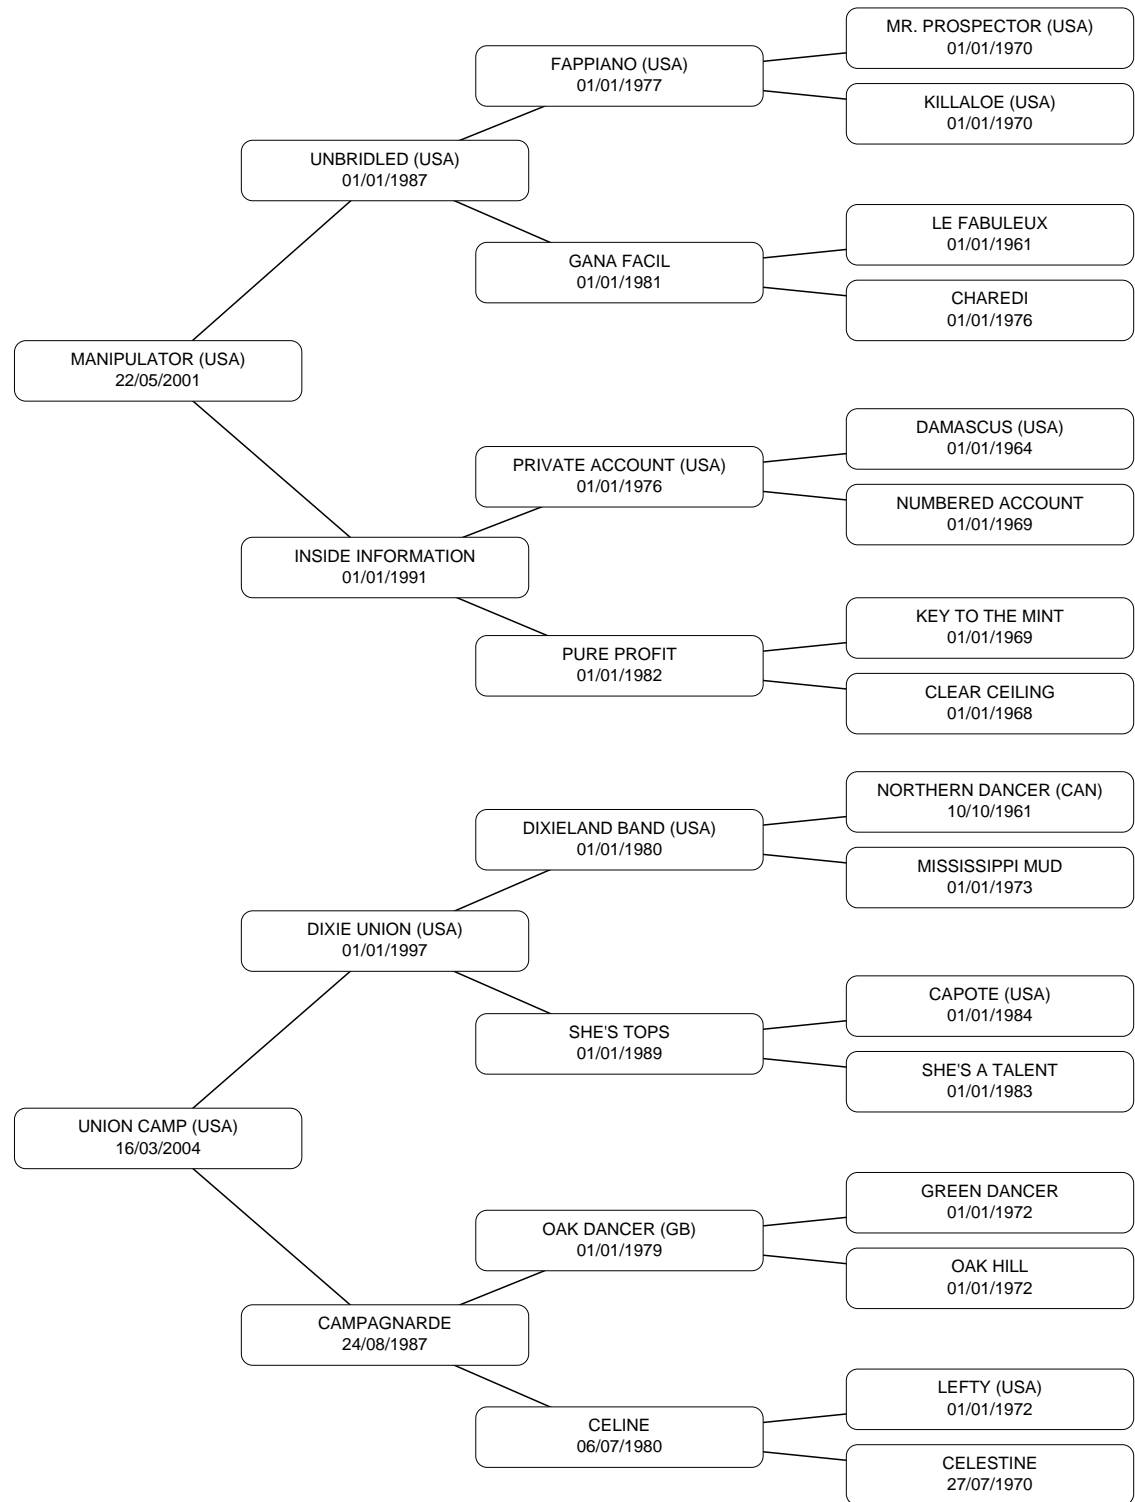 MR. PROSPECTOR (USA)
01/01/1970
FAPPIANO (USA)
01/01/1977
KILLALOE (USA)
01/01/1970
UNBRIDLED (USA)
01/01/1987
LE FABULEUX
01/01/1961
GANA FACIL
01/01/1981
CHAREDI
01/01/1976
MANIPULATOR (USA)
22/05/2001
DAMASCUS (USA)
01/01/1964
PRIVATE ACCOUNT (USA)
01/01/1976
NUMBERED ACCOUNT
01/01/1969
INSIDE INFORMATION
01/01/1991
KEY TO THE MINT
01/01/1969
PURE PROFIT
01/01/1982
CLEAR CEILING
01/01/1968
NORTHERN DANCER (CAN)
10/10/1961
DIXIELAND BAND (USA)
01/01/1980
MISSISSIPPI MUD
01/01/1973
DIXIE UNION (USA)
01/01/1997
CAPOTE (USA)
01/01/1984
SHE'S TOPS
01/01/1989
SHE'S A TALENT
01/01/1983
UNION CAMP (USA)
16/03/2004
GREEN DANCER
01/01/1972
OAK DANCER (GB)
01/01/1979
OAK HILL
01/01/1972
CAMPAGNARDE
24/08/1987
LEFTY (USA)
01/01/1972
CELINE
06/07/1980
CELESTINE
27/07/1970